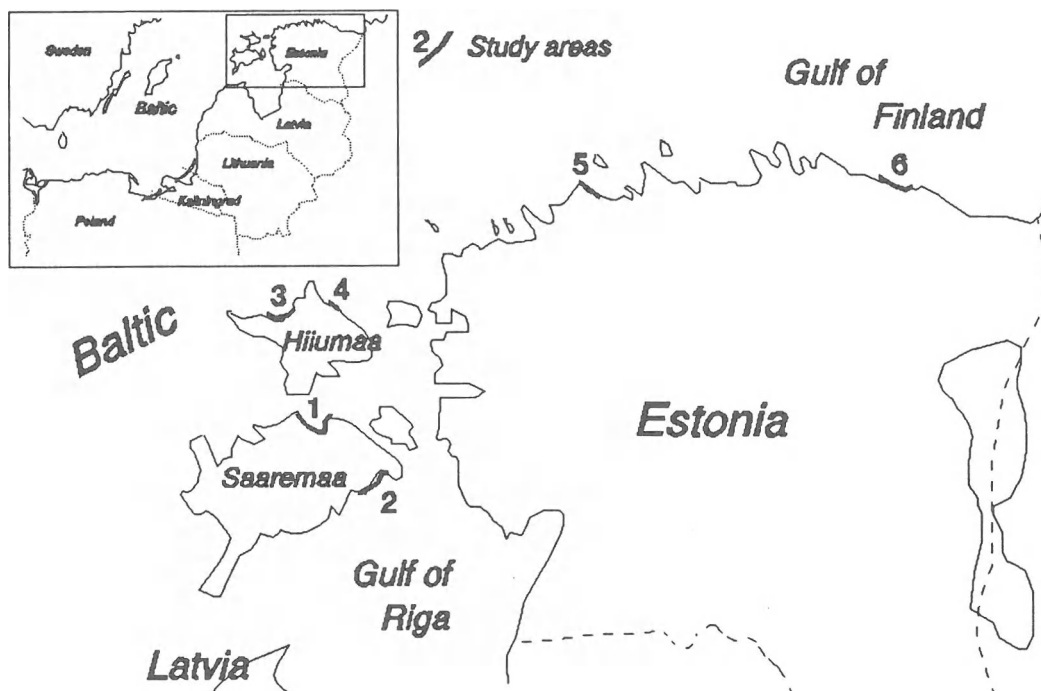 Sweden
Estonia
Baltic
Latvia
Lithuania
Kaliningrad
Poland
2 Study areas
Gulf of
Finland
5
6
3
4
Baltic
Hiiumaa
1
Estonia
Saaremaa
2
Gulf of
Riga
Latvia